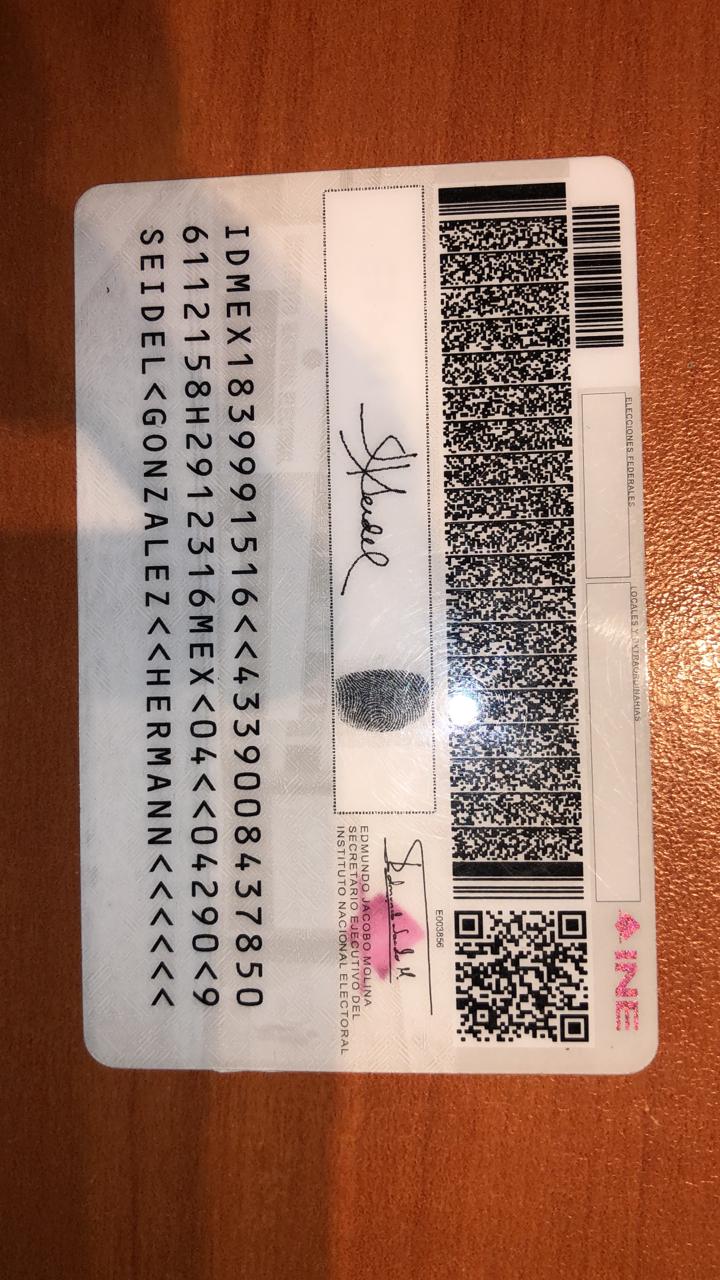 ELECCIONES FEDERALES
LOCALES Y EXTRAORDINARIAS
INE
E003856
EDMUNDO JACOBO MOLINA
SECRETARIO EJECUTIVO DEL
INSTITUTO NACIONAL ELECTORAL
IDMEX1839991516<<4339008437850
6112158H2912316MEX<04<<04290<9
SEIDEL<GONZALEZ<<HERMANN<<<<<<